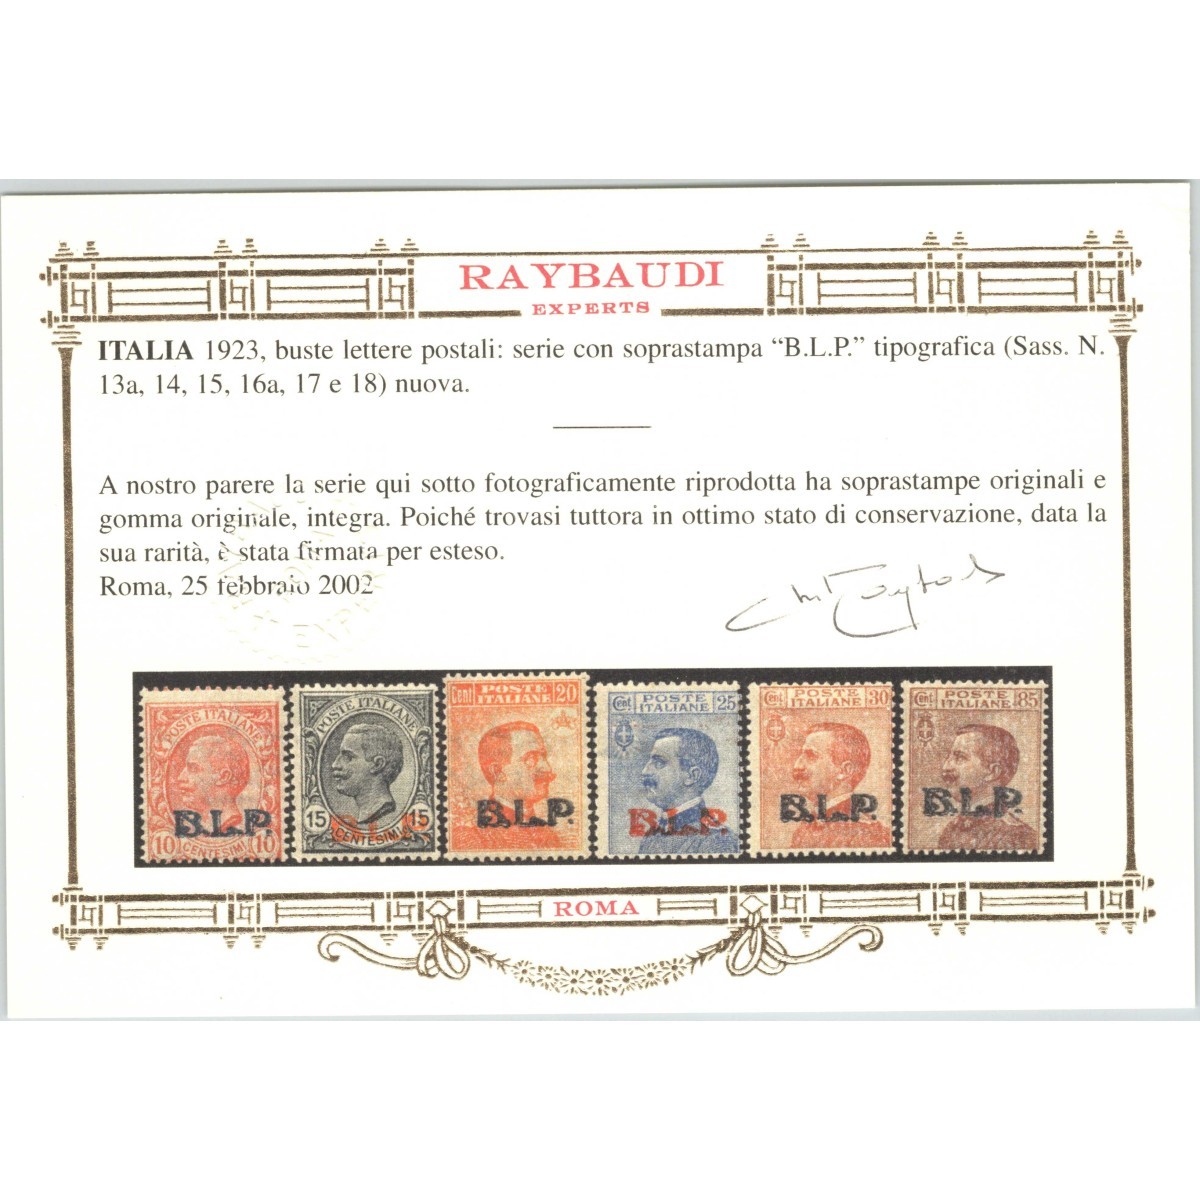 RAYBAUDI
EXPERTS
ITALIA 1923, buste lettere postali: serie con soprastampa “B.L.P.” tipografica (Sass. N.
13a, 14, 15, 16a, 17 e 18) nuova.
A nostro parere la serie qui sotto fotograficamente riprodotta ha soprastampe originali e
gomma originale, integra. Poiché trovasi tuttora in ottimo stato di conservazione, data la
sua rarità, è stata firmata per esteso.
Roma, 25 febbraio 2002
POSTE ITALIANE
B.L.P.
10 CENTESIMI 10
POSTE ITALIANE
B.L.P.
15 CENTESIMI 15
Cent POSTE ITALIANE 20
B.L.P.
Cent. POSTE ITALIANE 25
B.L.P.
Cent. POSTE ITALIANE 30
B.L.P.
Cent. POSTE ITALIANE 85
B.L.P.
ROMA